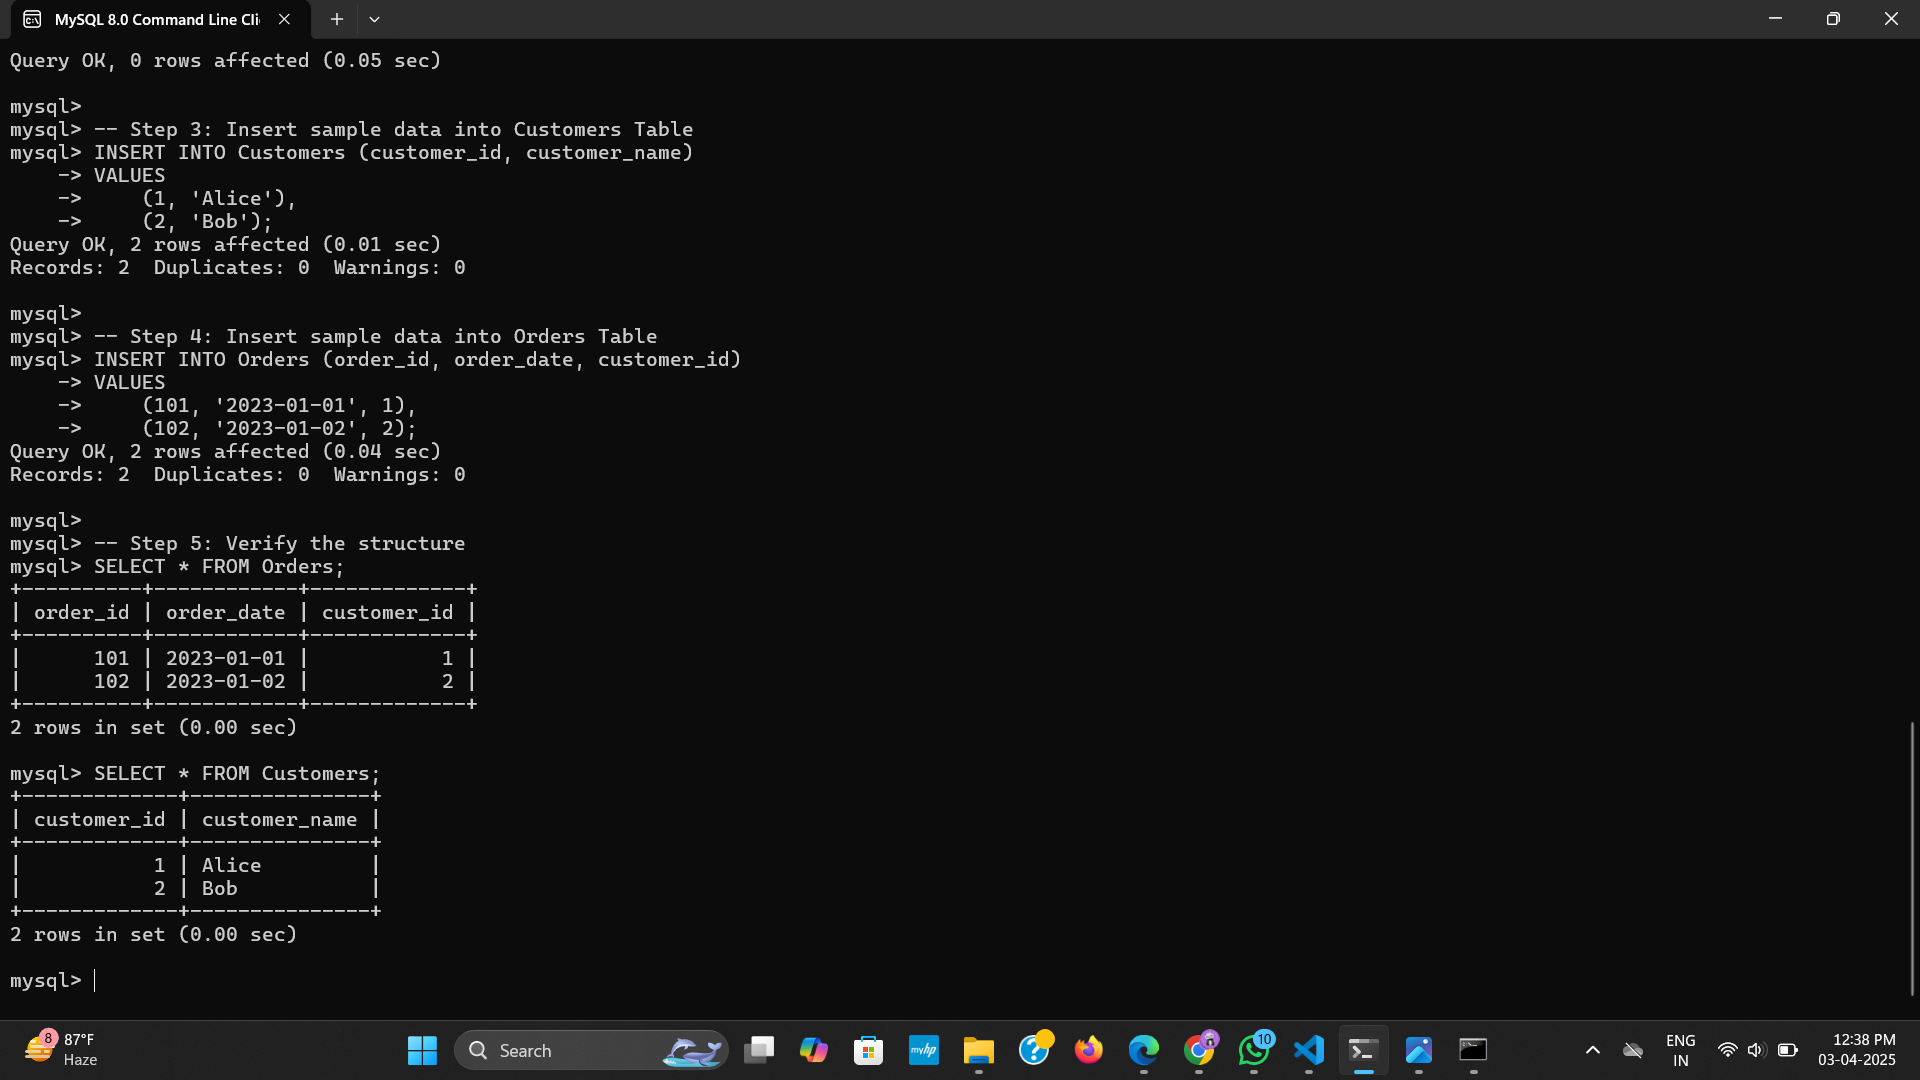 MySQL 8.0 Command Line Cli
Query OK, 0 rows affected (0.05 sec)
mysql>
mysql> -- Step 3: Insert sample data into Customers Table
mysql> INSERT INTO Customers (customer_id, customer_name)
    -> VALUES
    ->     (1, 'Alice'),
    ->     (2, 'Bob');
Query OK, 2 rows affected (0.01 sec)
Records: 2  Duplicates: 0  Warnings: 0
mysql>
mysql> -- Step 4: Insert sample data into Orders Table
mysql> INSERT INTO Orders (order_id, order_date, customer_id)
    -> VALUES
    ->     (101, '2023-01-01', 1),
    ->     (102, '2023-01-02', 2);
Query OK, 2 rows affected (0.04 sec)
Records: 2  Duplicates: 0  Warnings: 0
mysql>
mysql> -- Step 5: Verify the structure
mysql> SELECT * FROM Orders;
+----------+------------+-------------+
| order_id | order_date | customer_id |
+----------+------------+-------------+
|      101 | 2023-01-01 |           1 |
|      102 | 2023-01-02 |           2 |
+----------+------------+-------------+
2 rows in set (0.00 sec)
mysql> SELECT * FROM Customers;
+-------------+---------------+
| customer_id | customer_name |
+-------------+---------------+
|           1 | Alice         |
|           2 | Bob           |
+-------------+---------------+
2 rows in set (0.00 sec)
mysql>
8
87°F
Haze
Search
myhp
10
ENG
IN
12:38 PM
03-04-2025